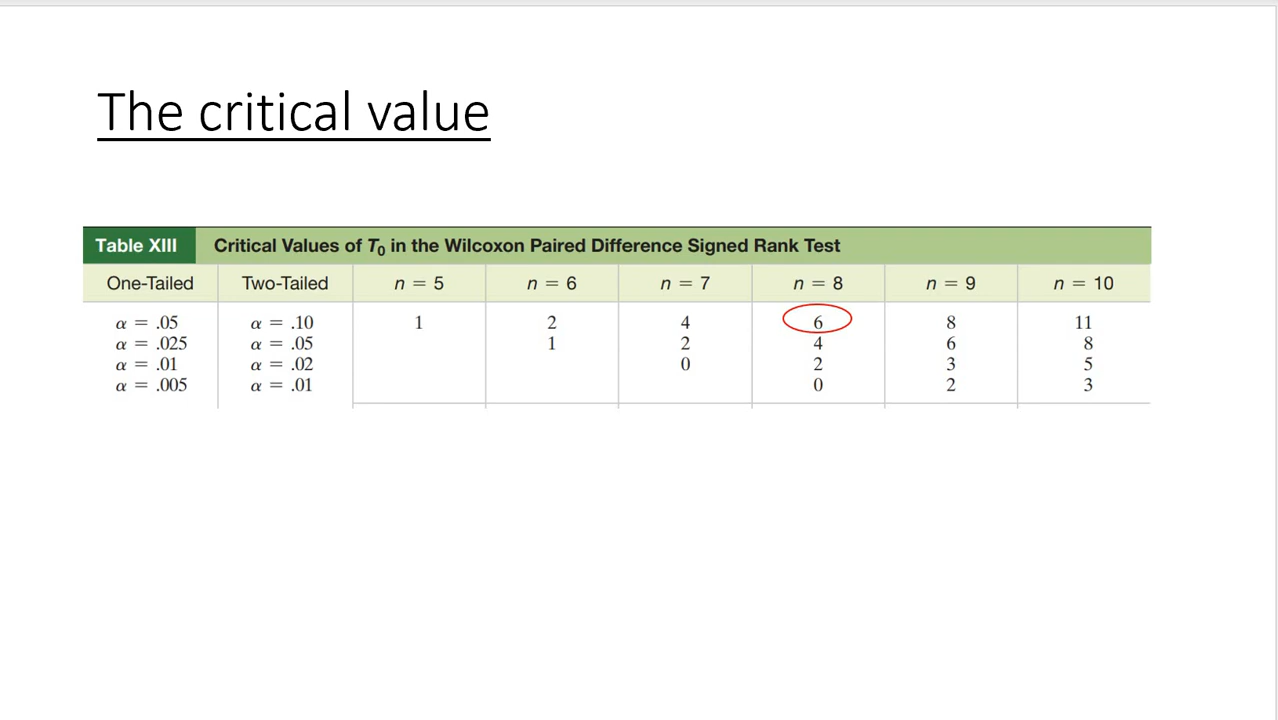 The critical value
Table XIII Critical Values of T0 in the Wilcoxon Paired Difference Signed Rank Test
One-Tailed Two-Tailed n = 5 n = 6 n = 7 n = 8 n = 9 n = 10
α = .05 α = .10 1 2 4 6 8 11
α = .025 α = .05 1 2 4 6 8
α = .01 α = .02 0 2 3 5
α = .005 α = .01 0 2 3